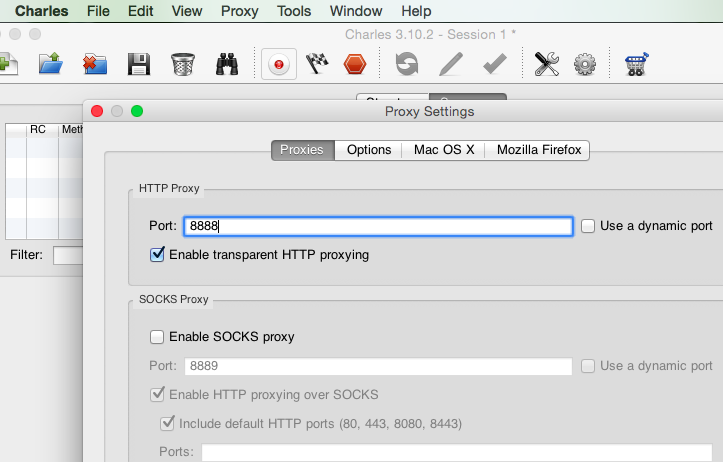 Charles File Edit View Proxy Tools Window Help
Charles 3.10.2 - Session 1 *
Proxy Settings
RC Meth
Proxies Options Mac OS X Mozilla Firefox
HTTP Proxy
Port: 8888 Use a dynamic port
Filter:
Enable transparent HTTP proxying
SOCKS Proxy
Enable SOCKS proxy
Port: 8889 Use a dynamic port
Enable HTTP proxying over SOCKS
Include default HTTP ports (80, 443, 8080, 8443)
Ports: